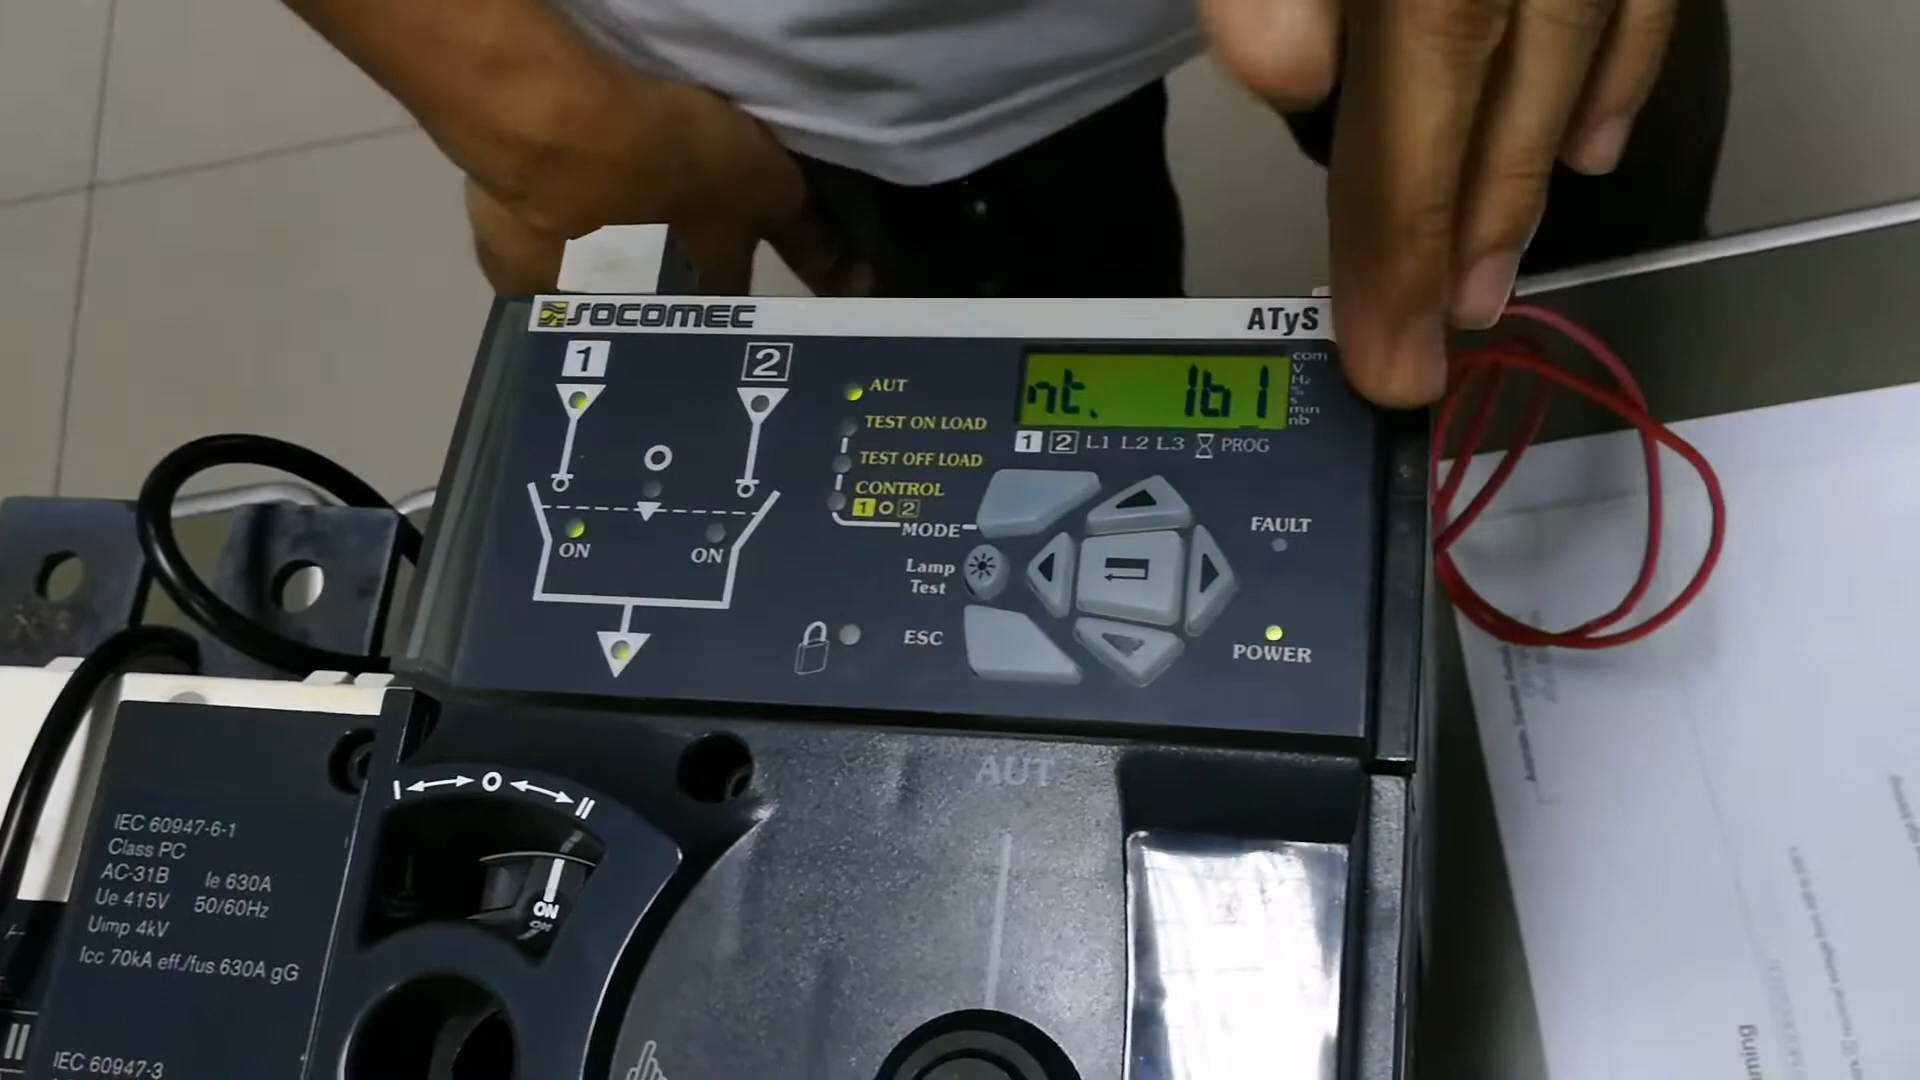 SOCOMEC
ATyS
1
2
AUT
TEST ON LOAD
TEST OFF LOAD
CONTROL
1 O 2
MODE
Lamp
Test
ESC
nt. 1b1
com
V
Hz
%
s
min
nb
1 2 L1 L2 L3 PROG
FAULT
POWER
O
ON
ON
AUT
I O II
ON
IEC 60947-6-1
Class PC
AC-31B Ie 630A
Ue 415V 50/60Hz
Uimp 4kV
Icc 70kA eff./fus 630A gG
II
IEC 60947-3